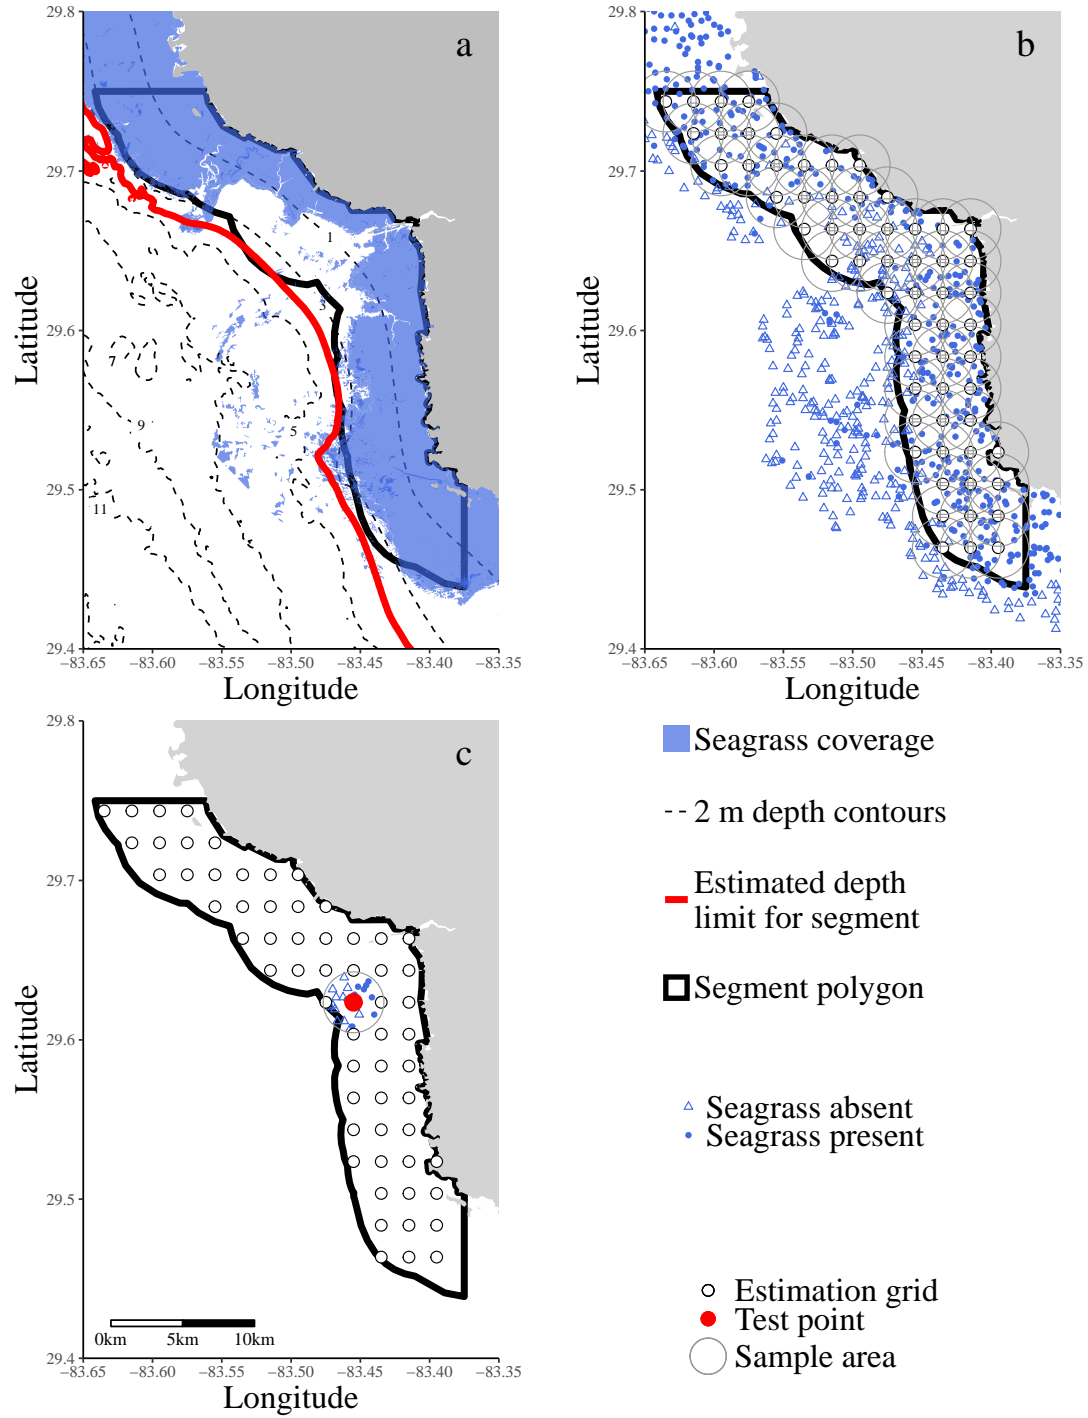 29.8
29.7
29.6
29.5
29.4
Latitude
a
1
3
5
7
9
11
−83.65 −83.60 −83.55 −83.50 −83.45 −83.40 −83.35
Longitude
29.8
29.7
29.6
29.5
29.4
Latitude
b
−83.65 −83.60 −83.55 −83.50 −83.45 −83.40 −83.35
Longitude
29.8
29.7
29.6
29.5
29.4
Latitude
c
0km 5km 10km
−83.65 −83.60 −83.55 −83.50 −83.45 −83.40 −83.35
Longitude
Seagrass coverage
2 m depth contours
Estimated depth
limit for segment
Segment polygon
Seagrass absent
Seagrass present
Estimation grid
Test point
Sample area